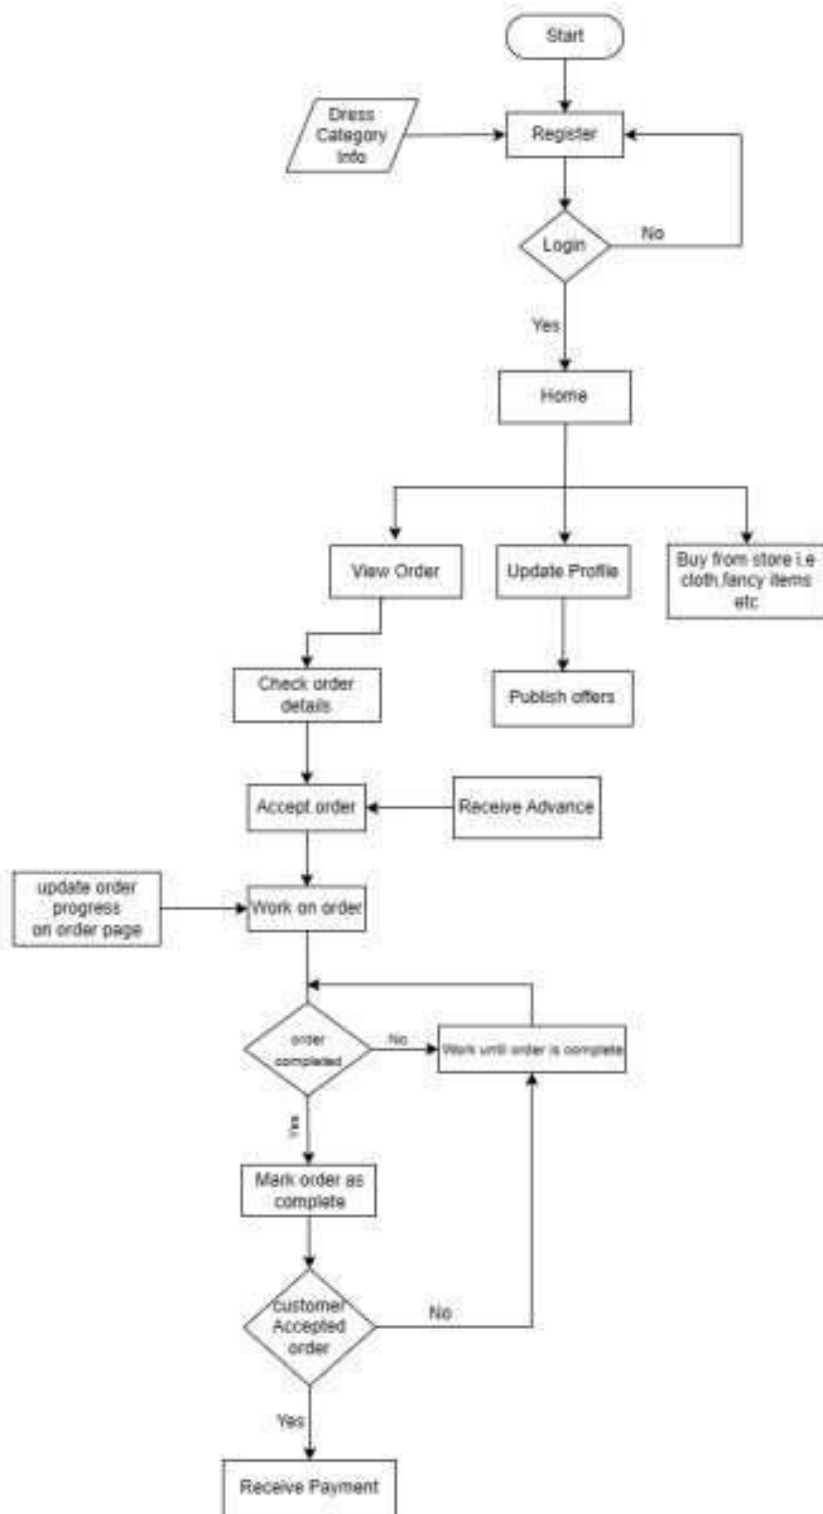 Start
Dress
Category
Info
Register
Login
No
Yes
Home
View Order
Update Profile
Buy from store i.e
cloth,fancy items
etc
Check order
details
Publish offers
Accept order
Receive Advance
update order
progress
on order page
Work on order
order
completed
No
Work until order is complete
Yes
Mark order as
complete
customer
Accepted
order
No
Yes
Receive Payment